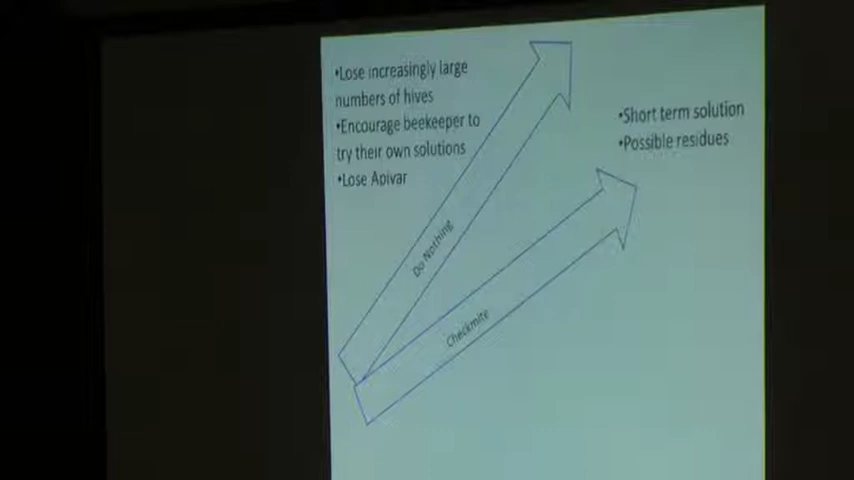 •Lose increasingly large
numbers of hives
•Encourage beekeeper to
try their own solutions
•Lose Apivar
•Short term solution
•Possible residues
Do Nothing
Checkmite